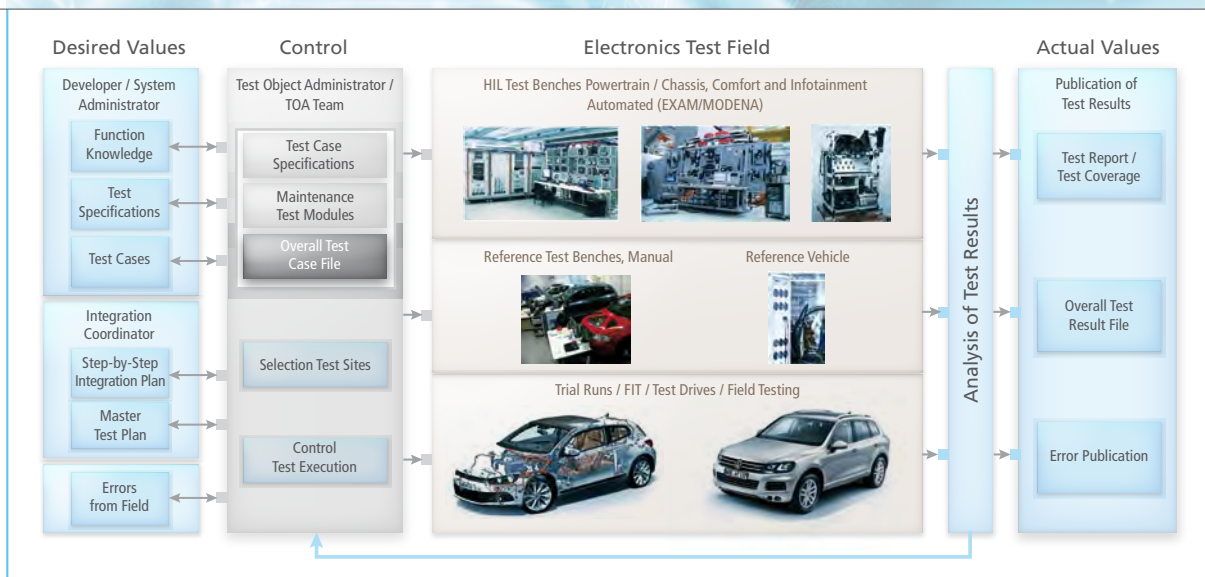 Desired Values
Control
Electronics Test Field
Actual Values
Developer / System
Administrator
Function
Knowledge
Test
Specifications
Test Cases
Integration
Coordinator
Step-by-Step
Integration Plan
Master
Test Plan
Errors
from Field
Test Object Administrator /
TOA Team
Test Case
Specifications
Maintenance
Test Modules
Overall Test
Case File
Selection Test Sites
Control
Test Execution
HIL Test Benches Powertrain / Chassis, Comfort and Infotainment
Automated (EXAM/MODENA)
Reference Test Benches, Manual
Reference Vehicle
Trial Runs / FIT / Test Drives / Field Testing
Analysis of Test Results
Publication of
Test Results
Test Report /
Test Coverage
Overall Test
Result File
Error Publication